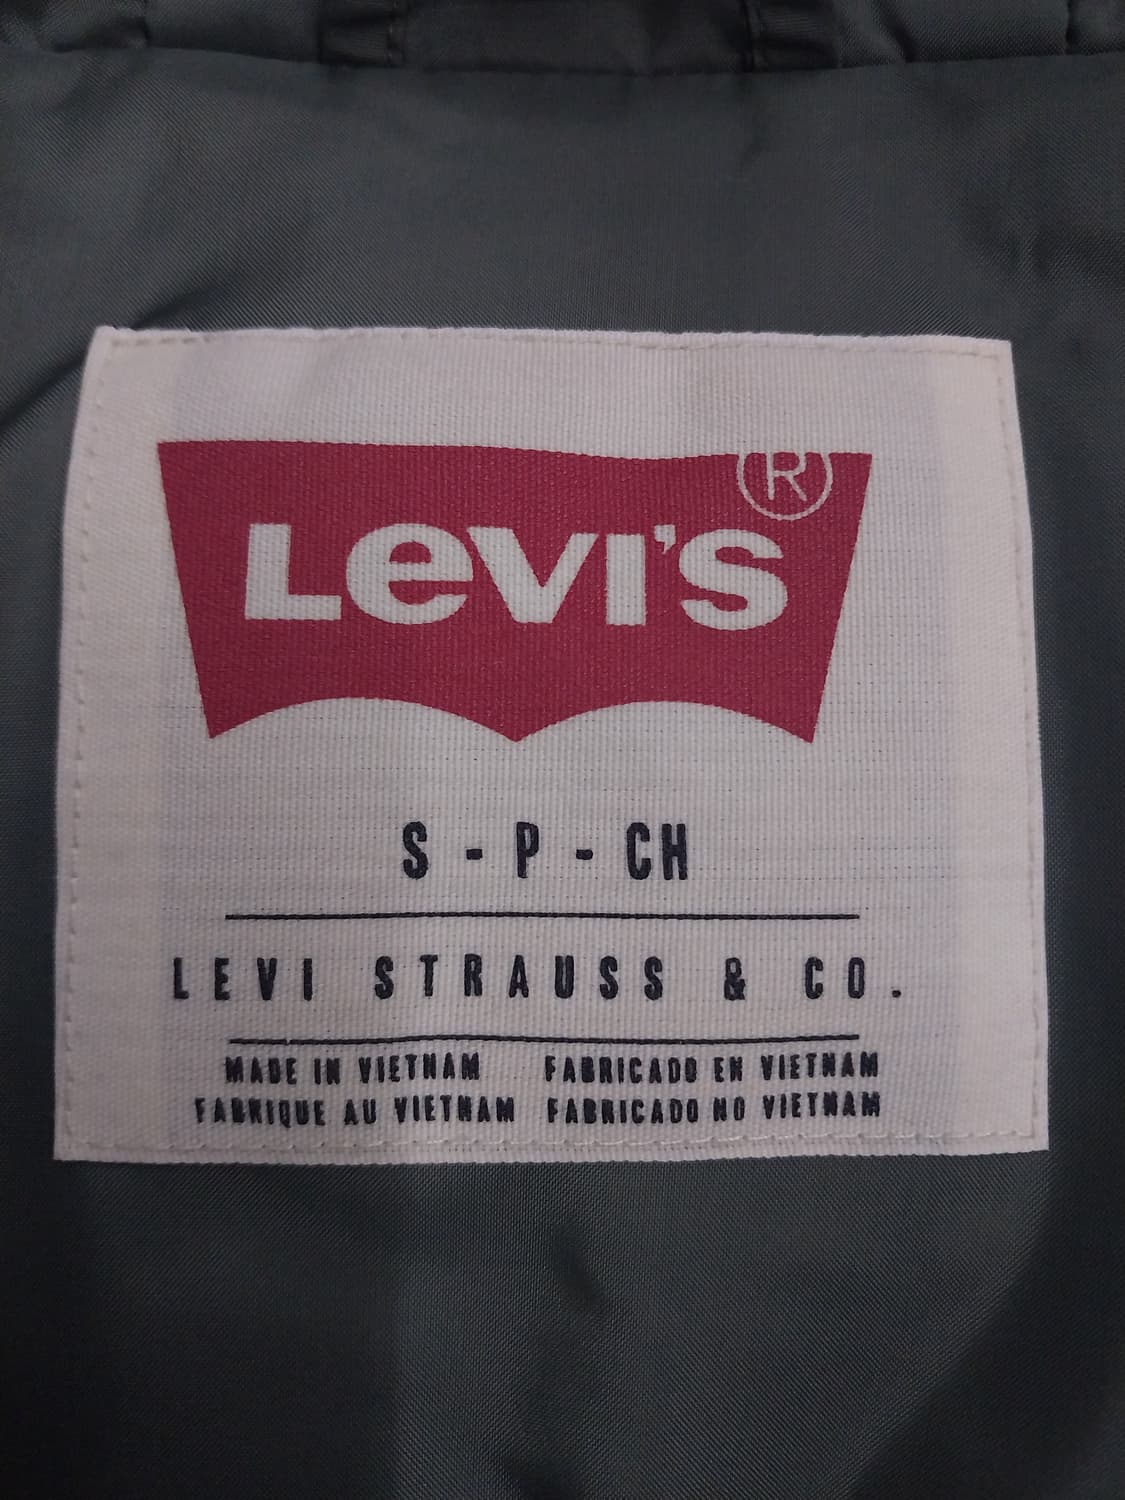 LEVI'S ®
S - P - CH
LEVI STRAUSS & CO.
MADE IN VIETNAM FABRICADO EN VIETNAM
FABRIQUE AU VIETNAM FABRICADO NO VIETNAM